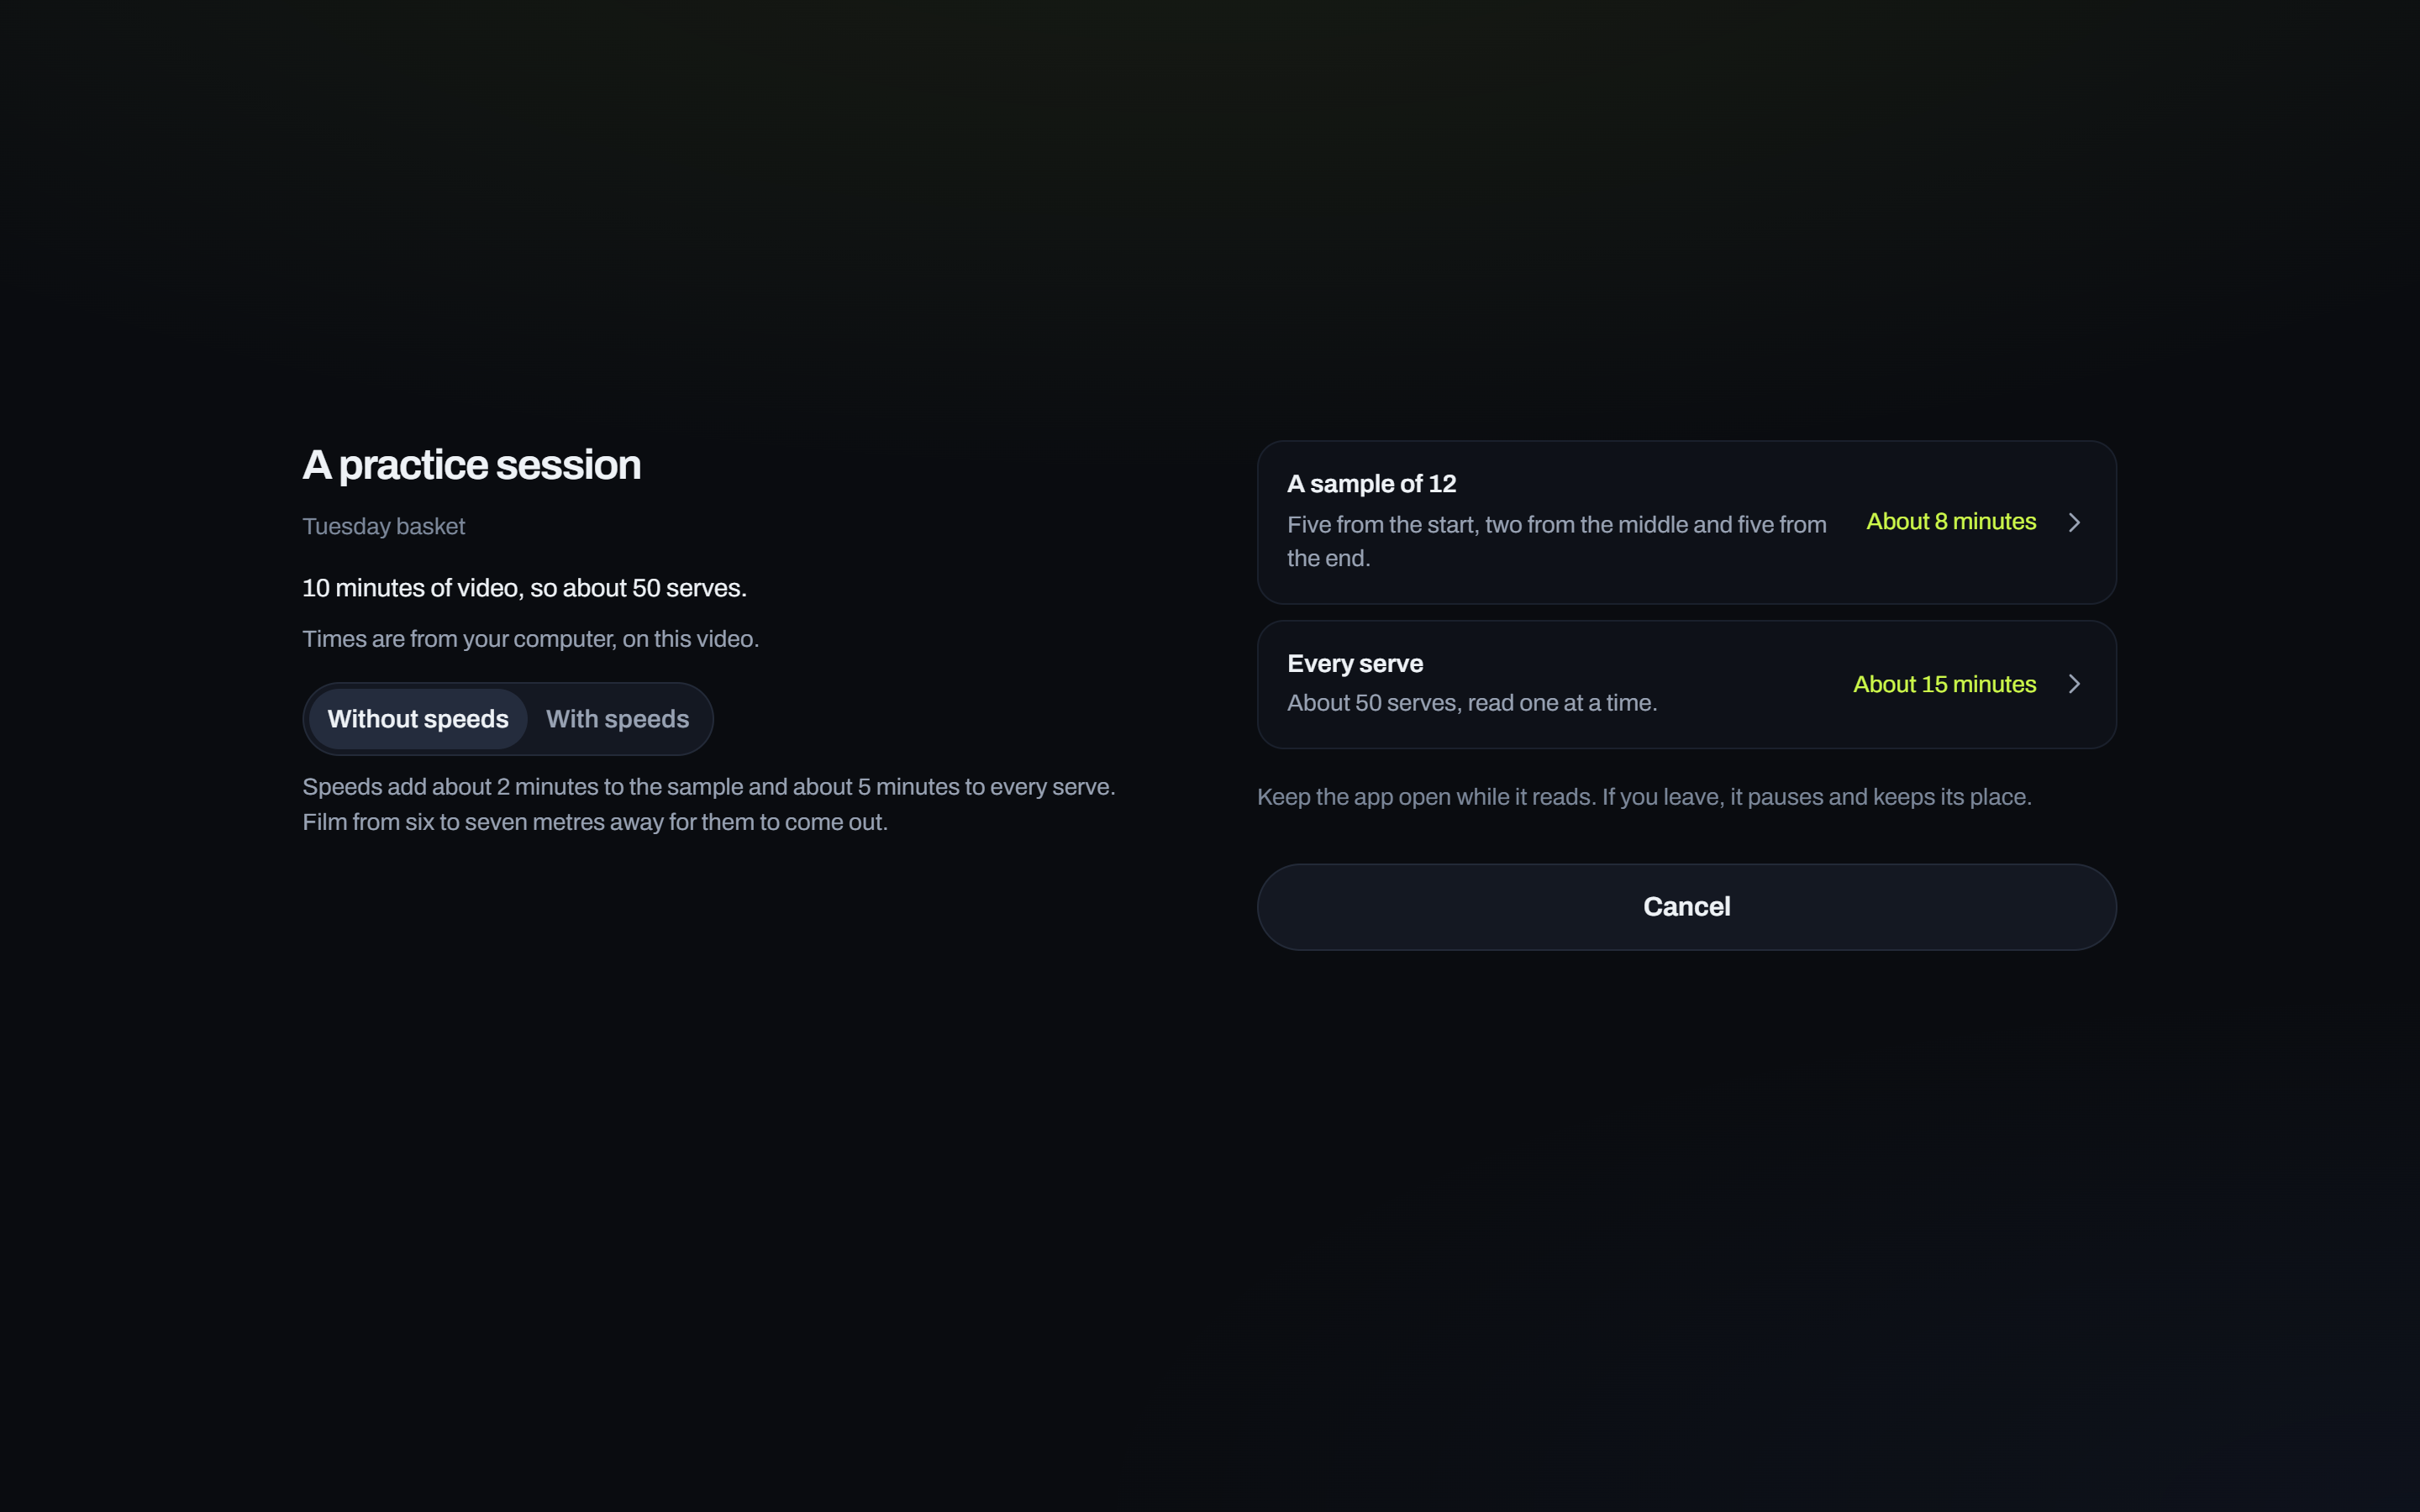 A practice session
Tuesday basket
10 minutes of video, so about 50 serves.
Times are from your computer, on this video.
Without speeds
With speeds
Speeds add about 2 minutes to the sample and about 5 minutes to every serve.
Film from six to seven metres away for them to come out.
A sample of 12
Five from the start, two from the middle and five from
the end.
About 8 minutes
Every serve
About 50 serves, read one at a time.
About 15 minutes
Keep the app open while it reads. If you leave, it pauses and keeps its place.
Cancel